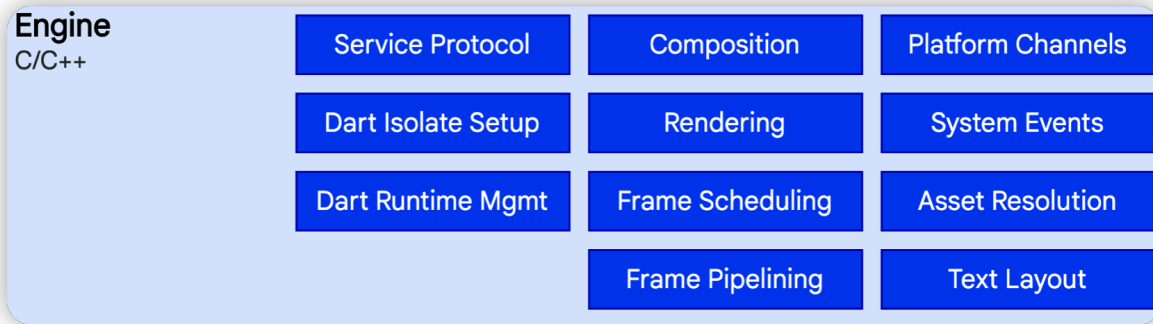 Engine
C/C++
Service Protocol
Composition
Platform Channels
Dart Isolate Setup
Rendering
System Events
Dart Runtime Mgmt
Frame Scheduling
Asset Resolution
Frame Pipelining
Text Layout